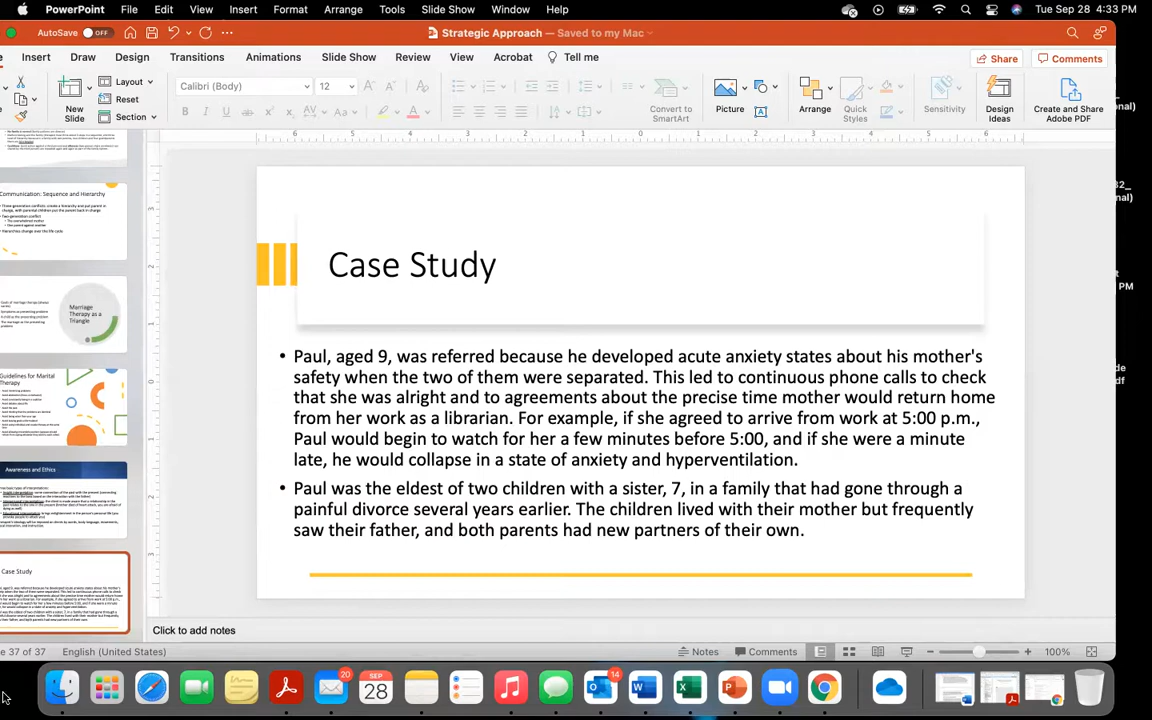 PowerPoint File Edit View Insert Format Arrange Tools Slide Show Window Help Tue Sep 28 4:33 PM
AutoSave OFF Strategic Approach — Saved to my Mac
Insert Draw Design Transitions Animations Slide Show Review View Acrobat Tell me Share Comments
New Slide
Layout
Reset
Section
Calibri (Body) 12
Convert to SmartArt
Picture
Arrange
Quick Styles
Sensitivity
Design Ideas
Create and Share Adobe PDF
Communication: Sequence and Hierarchy
Marriage
Therapy as a
Triangle
Guidelines for Marital
Therapy
Awareness and Ethics
Case Study
Case Study
• Paul, aged 9, was referred because he developed acute anxiety states about his mother's
safety when the two of them were separated. This led to continuous phone calls to check
that she was alright and to agreements about the precise time mother would return home
from her work as a librarian. For example, if she agreed to arrive from work at 5:00 p.m.,
Paul would begin to watch for her a few minutes before 5:00, and if she were a minute
late, he would collapse in a state of anxiety and hyperventilation.
• Paul was the eldest of two children with a sister, 7, in a family that had gone through a
painful divorce several years earlier. The children lived with their mother but frequently
saw their father, and both parents had new partners of their own.
Click to add notes
37 of 37 English (United States) Notes Comments 100%
20
SEP
28
14